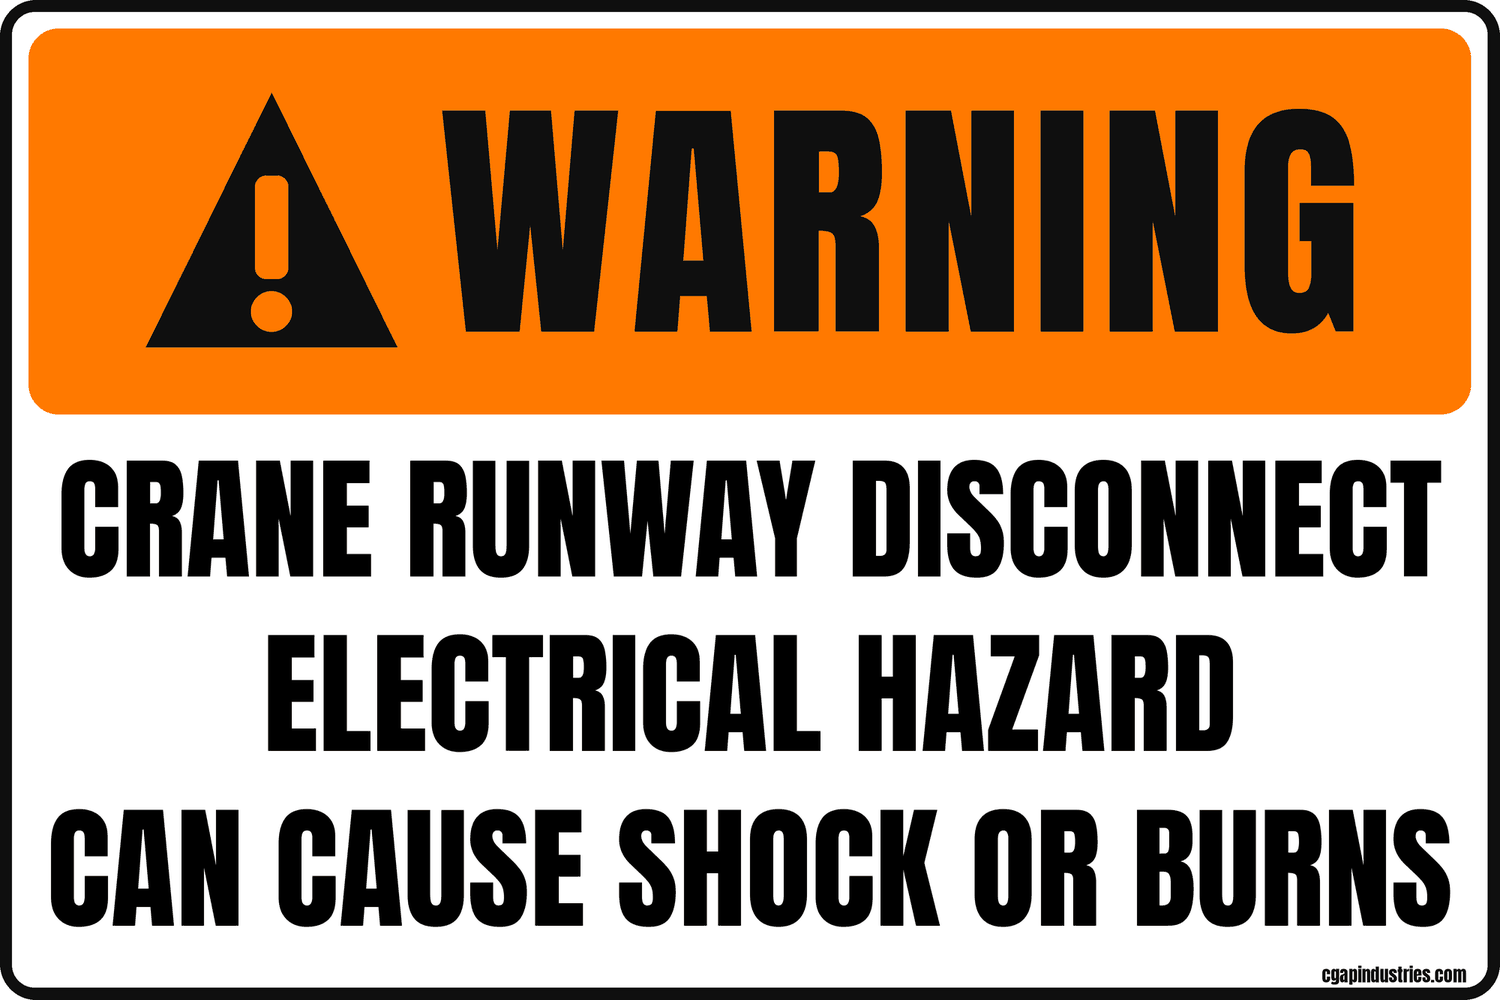 WARNING
CRANE RUNWAY DISCONNECT
ELECTRICAL HAZARD
CAN CAUSE SHOCK OR BURNS
cgapindustries.com